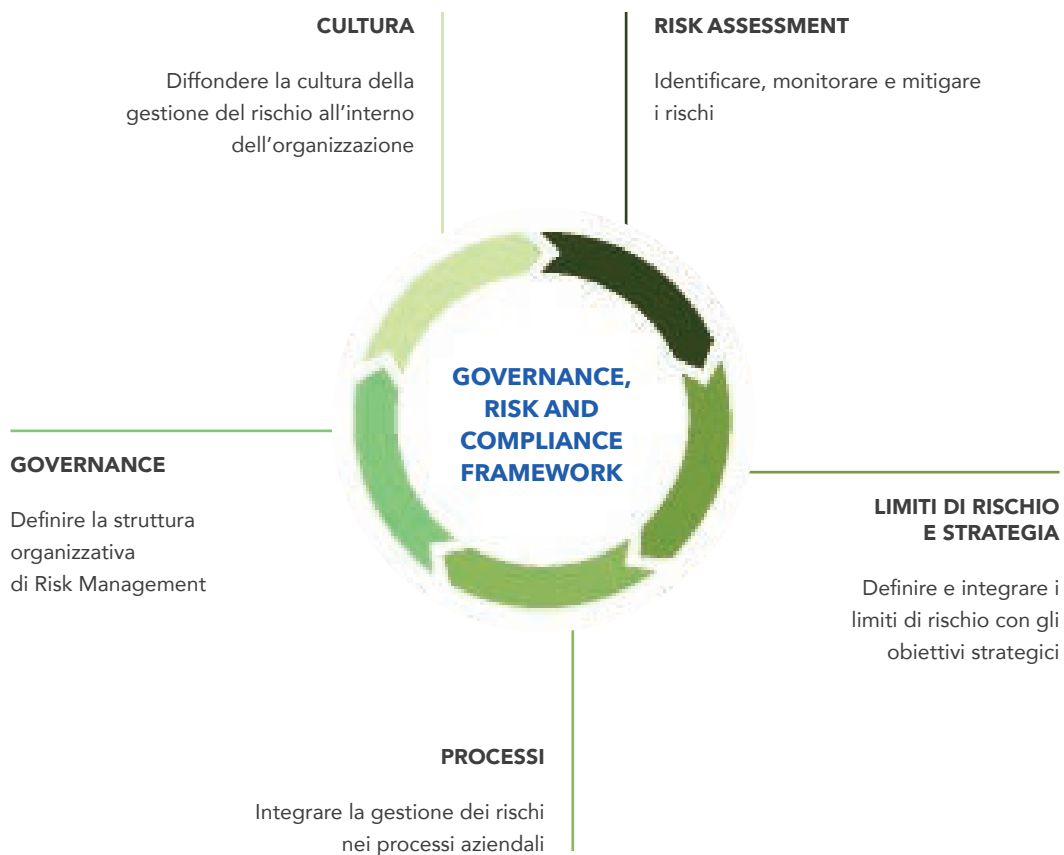 CULTURA
Diffondere la cultura della
gestione del rischio all’interno
dell’organizzazione
RISK ASSESSMENT
Identificare, monitorare e mitigare
i rischi
GOVERNANCE,
RISK AND
COMPLIANCE
FRAMEWORK
GOVERNANCE
Definire la struttura
organizzativa
di Risk Management
LIMITI DI RISCHIO
E STRATEGIA
Definire e integrare i
limiti di rischio con gli
obiettivi strategici
PROCESSI
Integrare la gestione dei rischi
nei processi aziendali